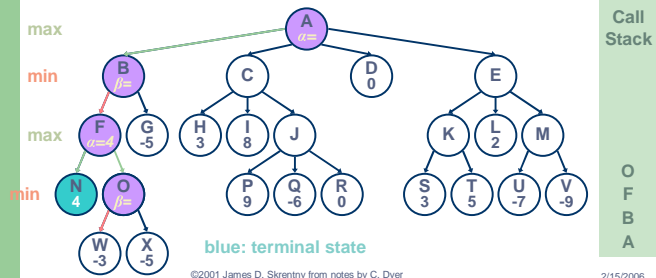 max
A
α=
Call
Stack
min
B
β=
C
D
0
E
max
F
α=4
G
-5
H
3
I
8
J
K
L
2
M
min
N
4
O
β=
P
9
Q
-6
R
0
S
3
T
5
U
-7
V
-9
O
F
B
A
W
-3
X
-5
blue: terminal state
©2001 James D. Skrentny from notes by C. Dyer
2/15/2006